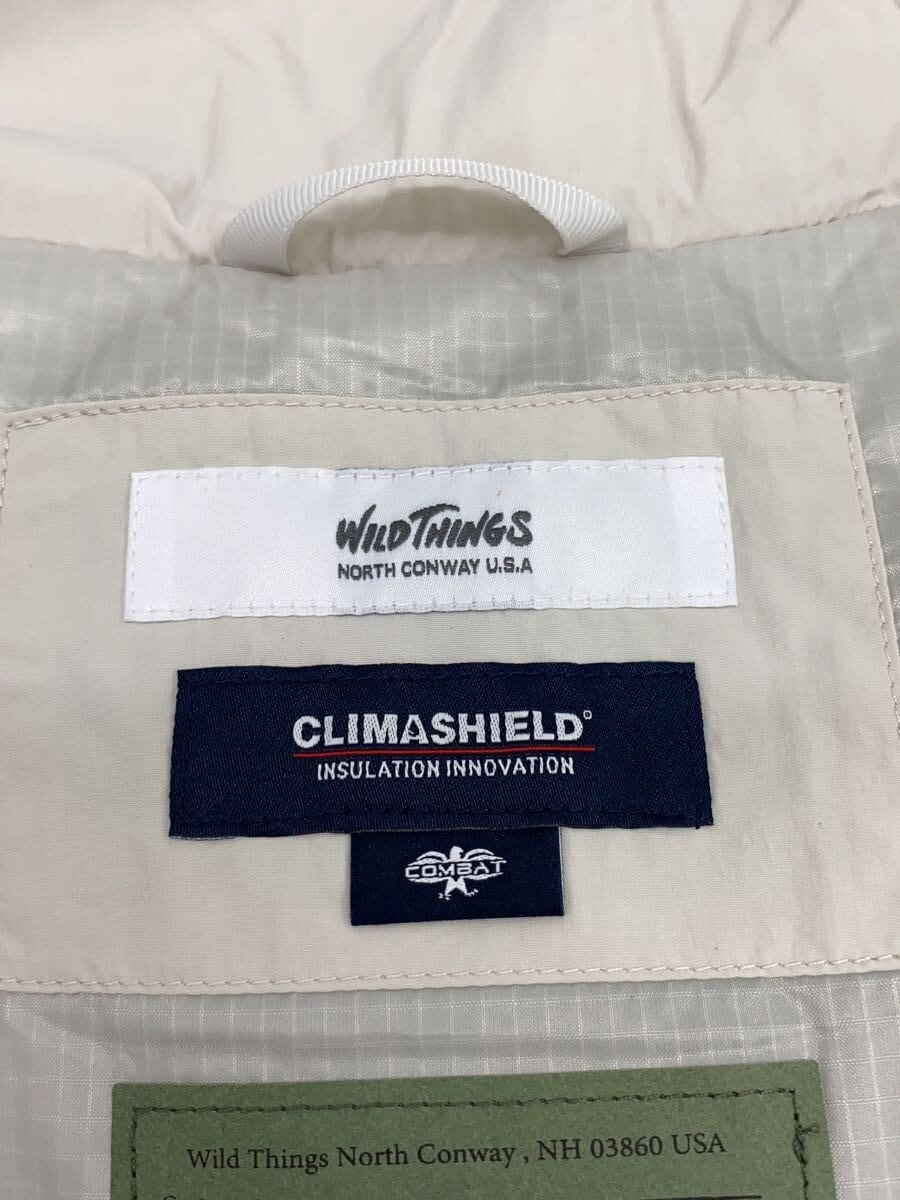 WILDTHINGS
NORTH CONWAY U.S.A
CLIMASHIELD®
INSULATION INNOVATION
COMBAT
Wild Things North Conway , NH 03860 USA